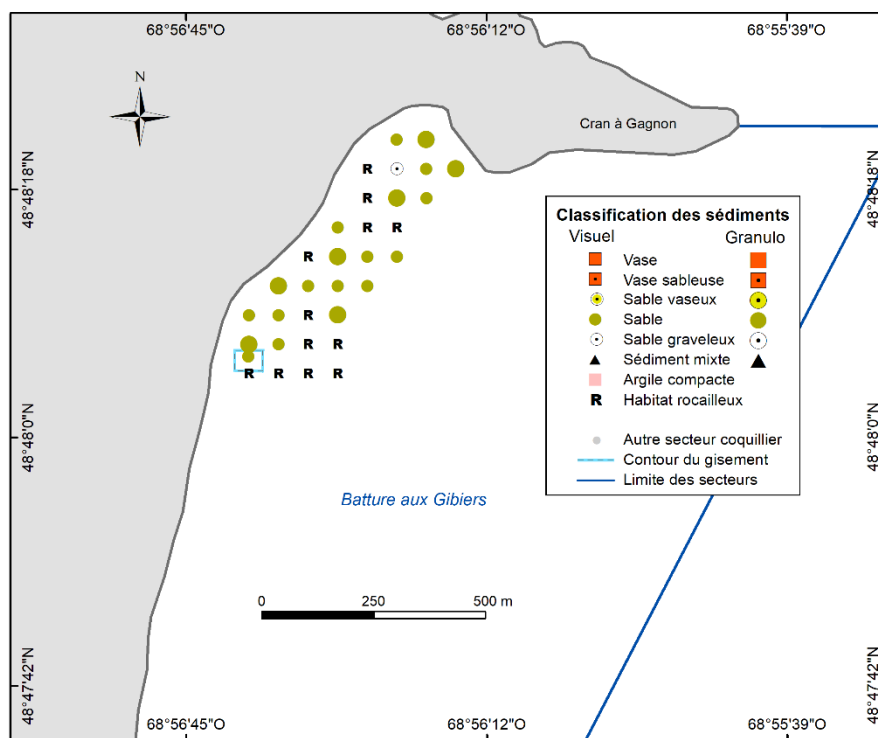 68°56'45"O 68°56'12"O 68°55'39"O
N
Cran à Gagnon
48°48'18"N 48°48'18"N
R
R
R R
R
R
R R
R R R R
Classification des sédiments
Visuel Granulo
Vase
Vase sableuse
Sable vaseux
Sable
Sable graveleux
Sédiment mixte
Argile compacte
R Habitat rocailleux
Autre secteur coquillier
Contour du gisement
Limite des secteurs
48°48'0"N 48°48'0"N
Batture aux Gibiers
0 250 500 m
48°47'42"N 48°47'42"N
68°56'45"O 68°56'12"O 68°55'39"O